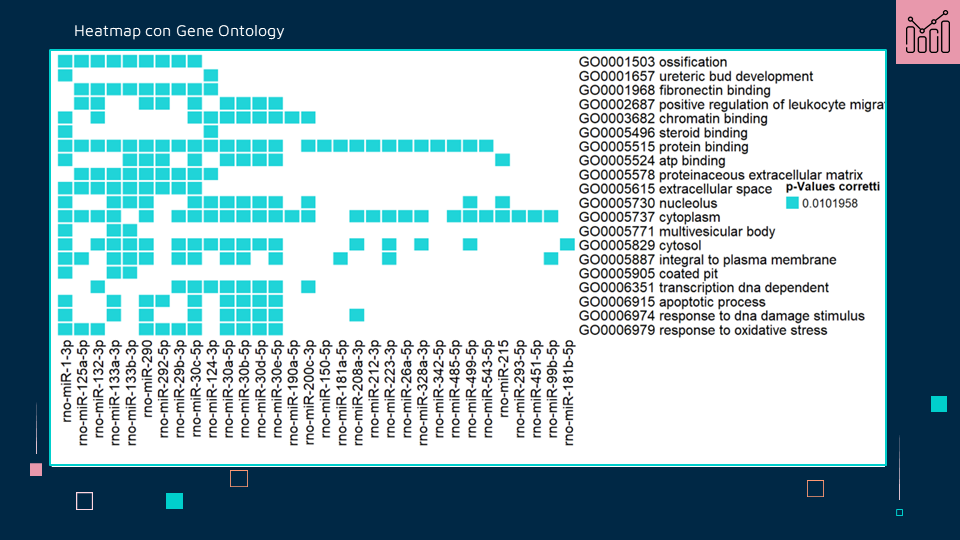 Heatmap con Gene Ontology
GO0001503 ossification
GO0001657 ureteric bud development
GO0001968 fibronectin binding
GO0002687 positive regulation of leukocyte migra
GO0003682 chromatin binding
GO0005496 steroid binding
GO0005515 protein binding
GO0005524 atp binding
GO0005578 proteinaceous extracellular matrix
GO0005615 extracellular space
p-Values corretti
GO0005730 nucleolus
0.0101958
GO0005737 cytoplasm
GO0005771 multivesicular body
GO0005829 cytosol
GO0005887 integral to plasma membrane
GO0005905 coated pit
GO0006351 transcription dna dependent
GO0006915 apoptotic process
GO0006974 response to dna damage stimulus
GO0006979 response to oxidative stress
rno-miR-1-3p
rno-miR-125a-5p
rno-miR-132-3p
rno-miR-133a-3p
rno-miR-133b-3p
rno-miR-290
rno-miR-292-5p
rno-miR-29b-3p
rno-miR-30c-5p
rno-miR-124-3p
rno-miR-30a-5p
rno-miR-30b-5p
rno-miR-30d-5p
rno-miR-30e-5p
rno-miR-190a-5p
rno-miR-200c-3p
rno-miR-150-5p
rno-miR-181a-5p
rno-miR-208a-3p
rno-miR-212-3p
rno-miR-223-3p
rno-miR-26a-5p
rno-miR-328a-3p
rno-miR-342-5p
rno-miR-485-5p
rno-miR-499-5p
rno-miR-543-5p
rno-miR-215
rno-miR-293-5p
rno-miR-451-5p
rno-miR-99b-5p
rno-miR-181b-5p